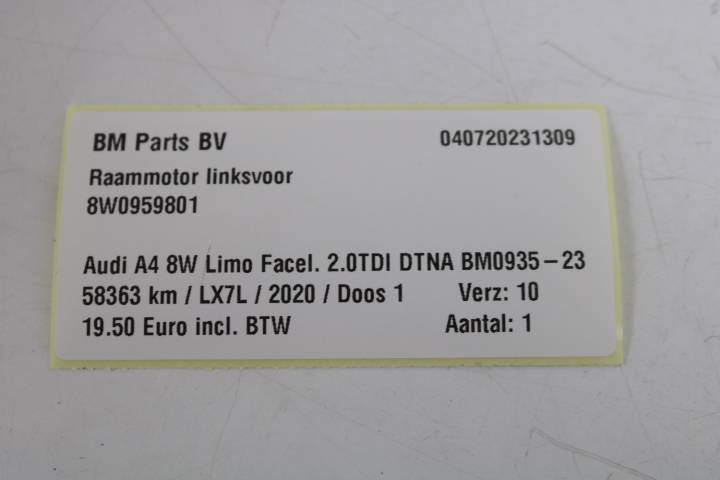 BM Parts BV 040720231309
Raammotor linksvoor
8W0959801
Audi A4 8W Limo Facel. 2.0TDI DTNA BM0935-23
58363 km / LX7L / 2020 / Doos 1 Verz: 10
19.50 Euro incl. BTW Aantal: 1